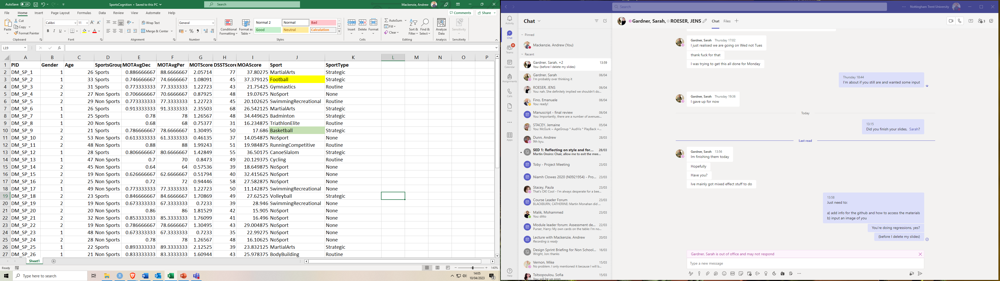 AutoSave Off
SportsCognition • Saved to this PC
Search
Mackenzie, Andrew
File Home Insert Page Layout Formulas Data Review View Automate Help
Comments Share
Paste
Cut
Copy
Format Painter
Clipboard
Calibri 11
B I U
Font
Wrap Text
Merge & Center
Alignment
General
Number
Conditional Formatting
Format as Table
Normal 2 Normal Bad
Good Neutral Calculation
Styles
Insert Delete Format
Cells
AutoSum
Fill
Clear
Sort & Filter
Find & Select
Editing
Analyze Data
Analysis
Sensitivity
Sensitivity
L19
A B C D E F G H I J K L M N O P
1 PID Gender Age SportsGroup MOTAvgDec MOTAvgPer MOTScore DSSTScore MOAScore Sport SportType
2 DM_SP_1 1 26 Sports 0.886666667 88.6666667 2.05714 77 37.80275 MartialArts Strategic
3 DM_SP_2 1 33 Sports 0.746666667 74.6666667 1.08091 45 37.379125 Football Strategic
4 DM_SP_3 2 31 Sports 0.773333333 77.3333333 1.22723 43 21.75425 Gymnastics Routine
5 DM_SP_4 2 27 Non Sports 0.706666667 70.6666667 0.87925 48 19.07675 NoSport None
6 DM_SP_5 2 29 Non Sports 0.773333333 77.3333333 1.22723 45 20.102625 SwimmingRecreational Routine
7 DM_SP_6 1 26 Sports 0.913333333 91.3333333 2.35503 68 26.542125 MartialArts Strategic
8 DM_SP_7 1 25 Sports 0.78 78 1.26567 48 34.449625 Badminton Strategic
9 DM_SP_8 1 20 Sports 0.68 68 0.75377 31 16.234875 TriathlonElite Routine
10 DM_SP_9 2 21 Sports 0.786666667 78.6666667 1.30495 50 17.686 Basketball Strategic
11 DM_SP_10 2 53 Non Sports 0.613333333 61.3333333 0.46135 37 14.054875 NoSport None
12 DM_SP_11 2 48 Non Sports 0.88 88 1.99243 51 19.984875 RunningCompetitive Routine
13 DM_SP_12 1 28 Sports 0.806666667 80.6666667 1.42849 55 36.50175 CanoeSlalom Strategic
14 DM_SP_13 1 47 Non Sports 0.7 70 0.8473 49 20.129375 Cycling Routine
15 DM_SP_14 2 45 Non Sports 0.64 64 0.57536 39 18.649875 NoSport None
16 DM_SP_15 2 19 Non Sports 0.626666667 62.6666667 0.51794 40 32.415625 NoSport None
17 DM_SP_16 2 25 Non Sports 0.72 72 0.94446 58 27.582875 NoSport None
18 DM_SP_17 1 49 Non Sports 0.773333333 77.3333333 1.22723 50 11.142875 SwimmingRecreational None
19 DM_SP_18 2 23 Sports 0.846666667 84.6666667 1.70869 49 27.62525 Volleyball Strategic
20 DM_SP_19 2 19 Non Sports 0.673333333 67.3333333 0.7233 39 28.946 SwimmingRecreational None
21 DM_SP_20 2 20 Non Sports 0.86 86 1.81529 42 15.905 NoSport None
22 DM_SP_21 2 32 Non Sports 0.853333333 85.3333333 1.76099 41 16.496 NoSport None
23 DM_SP_22 2 19 Non Sports 0.786666667 78.6666667 1.30495 43 29.004875 NoSport None
24 DM_SP_23 1 48 Non Sports 0.673333333 67.3333333 0.7233 35 22.99275 NoSport None
25 DM_SP_24 2 28 Non Sports 0.78 78 1.26567 48 16.10625 NoSport None
26 DM_SP_25 1 22 Sports 0.893333333 89.3333333 2.12525 39 23.832125 MartialArts Strategic
27 DM_SP_26 1 21 Non Sports 0.833333333 83.3333333 1.60944 43 25.978375 BodyBuilding Routine
Sheet1
Ready
140%
Type here to search
14:05
10/04/2023
2
Search
Nottingham Trent University
Activity
Chat
Teams
Calendar
Assignments
Calls
Files
Apps
Help
Chat
Pinned
Mackenzie, Andrew (You)
Recent
Gardner, Sarah, +2 13:59
You: (before I delete my slides)
Gardner, Sarah 06/04
I'm probably over thinking it
ROESER, JENS 06/04
You: nah. She definitely implied we shouldn't do...
Fino, Emanuele 06/04
You: ready!
Manuscript - final review 06/04
You: Importantly, there are a number of avenues...
STACEY, Jemaine 05/04
You: McGurk ~ AgeGroup * AudVis * PlayBack +...
Dunn, Andrew 28/03
9th kyu.
SED 1: Reflecting on style and for... 28/03
Martin Onsiro: Chair, allow me to exit the mee...
Toby - Project Meeting 23/03
Niamh Clowes 2020 (N0921954) - Pro... 23/03
Stacey, Paula 23/03
That's OK! Cool - I'm always desperate for a bee...
Course Leader Forum 23/03
BLACKBURN, CATHERINE: Martin Monahan did ...
Malik, Mohammed 23/03
You: ditto
Module leader forum: Assessment de... 22/03
Purser, Harry: My own cards on the table: I'm no...
Lecture with Mackenzie, Andrew 20/03
Recording is ready
Design Sprint Briefing for Non School... 16/03
Wright, Jon: thanks
Vernon, Mike 15/03
No problem. I only mentioned it because I will b...
Tsitsopoulou, Sofia 15/03
You: will be up soon
Gardner, Sarah, ROESER, JENS Chat Files
3
Gardner, Sarah Thursday 17:02
I just realised we are going on Wed not Tues
thank fuck for that
I was trying to get this all done for Monday
Thursday 18:44
I'm about if you still are and wanted some input
Gardner, Sarah Thursday 19:36
I gave up for now
Today
13:15
Did you finish your slides, Sarah?
Last read
Gardner, Sarah 13:56
Im finishing them today
Hopefully
Have you?
Ive mainly got mixed effect stuff to do
13:58
Just need to:
a) add info for the github and how to access the materials
b) input an image of you
You're doing regressions, yes?
(before I delete my slides)
Gardner, Sarah is out of office and may not respond
Type a new message